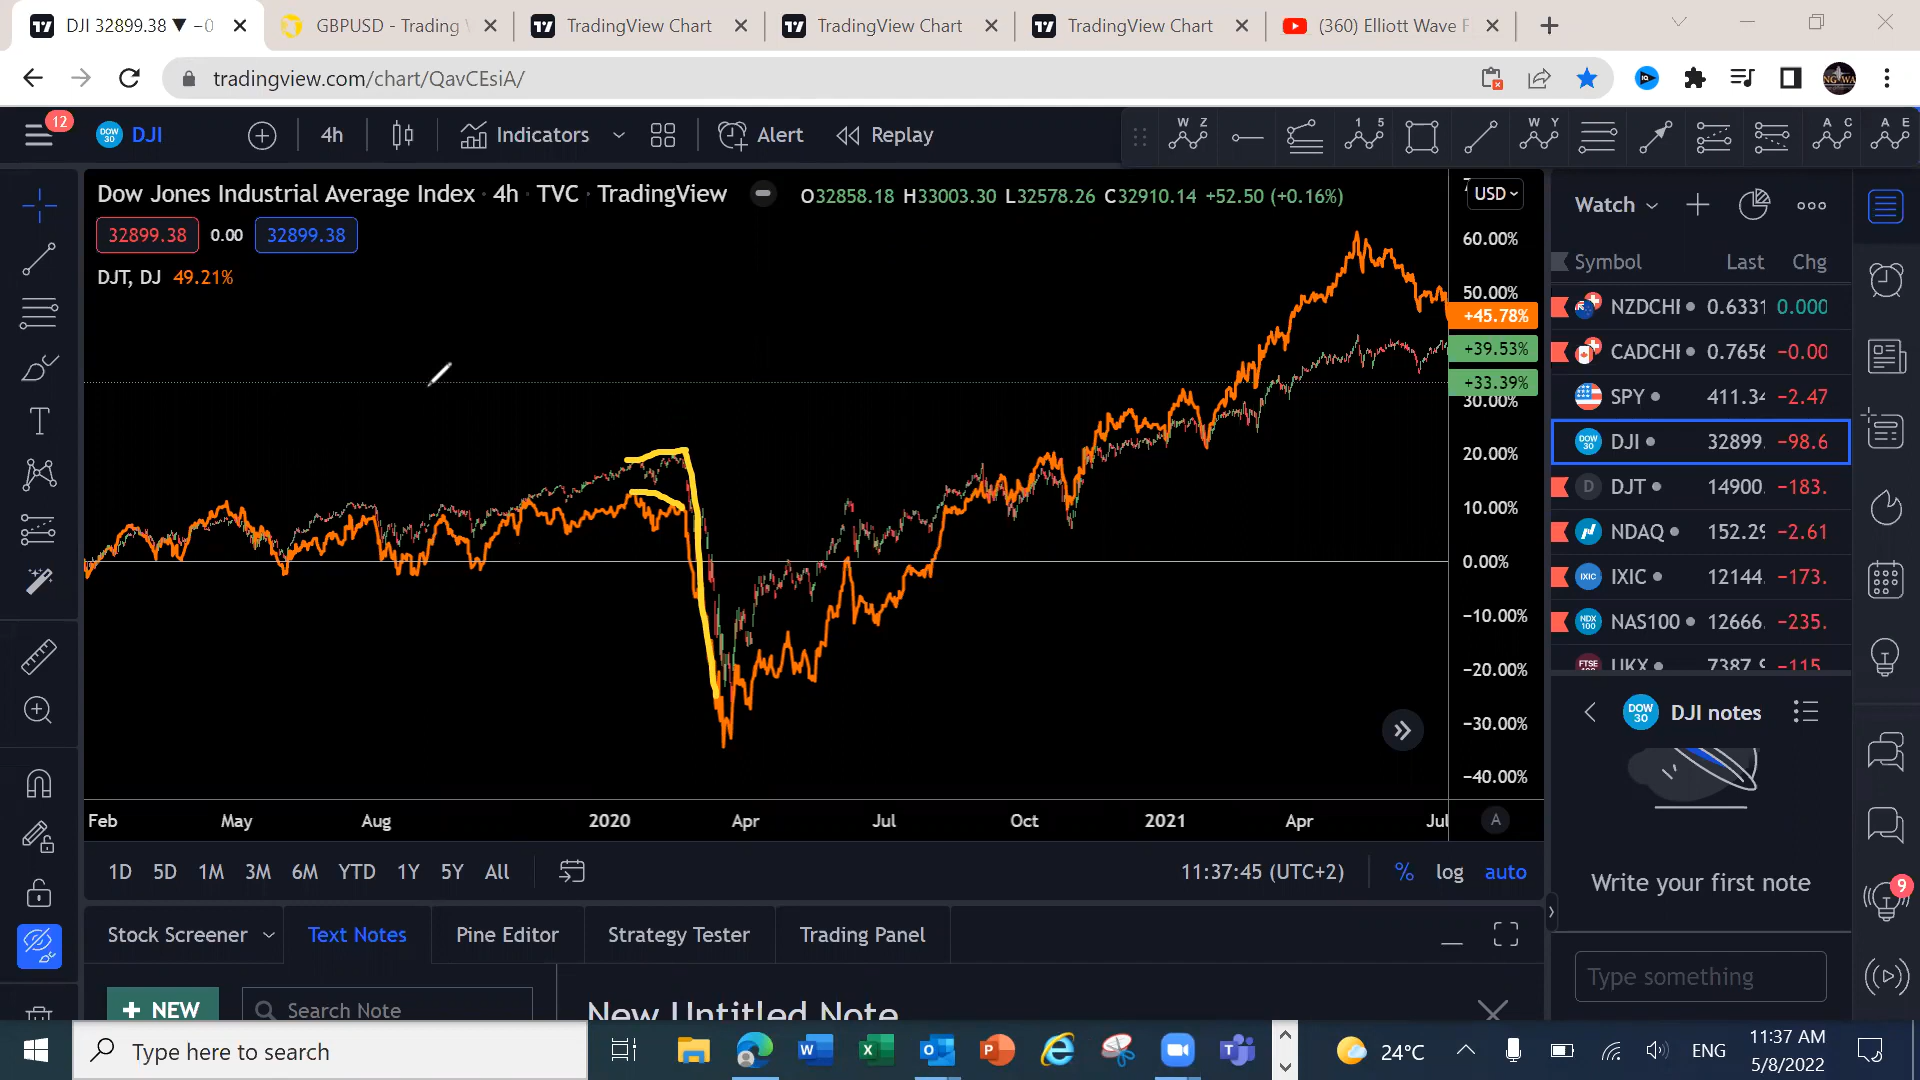 DJI 32899.38 ▼ −0
GBPUSD - Trading
TradingView Chart
TradingView Chart
TradingView Chart
(360) Elliott Wave F
tradingview.com/chart/QavCEsiA/
12
DJI
4h
Indicators
Alert
Replay
W Z
1 5
W Y
A C
A E
Dow Jones Industrial Average Index · 4h · TVC · TradingView
O32858.18 H33003.30 L32578.26 C32910.14 +52.50 (+0.16%)
USD
32899.38 0.00 32899.38
DJT, DJ 49.21%
60.00%
50.00%
+45.78%
+39.53%
+33.39%
30.00%
20.00%
10.00%
0.00%
−10.00%
−20.00%
−30.00%
−40.00%
Feb May Aug 2020 Apr Jul Oct 2021 Apr Jul
A
1D 5D 1M 3M 6M YTD 1Y 5Y All
11:37:45 (UTC+2)
% log auto
Stock Screener
Text Notes
Pine Editor
Strategy Tester
Trading Panel
+ NEW
Search Note
New Untitled Note
Watch
Symbol Last Chg
NZDCHF 0.6331 0.000
CADCHF 0.7656 −0.00
SPY 411.34 −2.47
DJI 32899. −98.6
D DJT 14900. −183.
NDAQ 152.29 −2.61
IXIC 12144. −173.
NAS100 12666. −235.
UKX 7387.9 −115
DOW 30 DJI notes
Write your first note
Type something
9
Type here to search
24°C
ENG
11:37 AM
5/8/2022